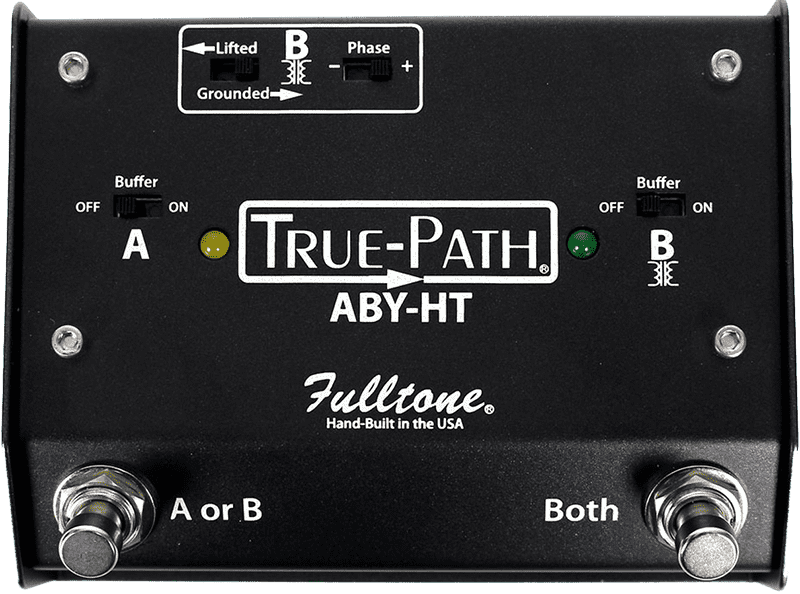 Lifted B Phase
- +
Grounded
Buffer
OFF ON
A
Buffer
OFF ON
B
TRUE-PATH®
ABY-HT
Fulltone®
Hand-Built in the USA
A or B
Both